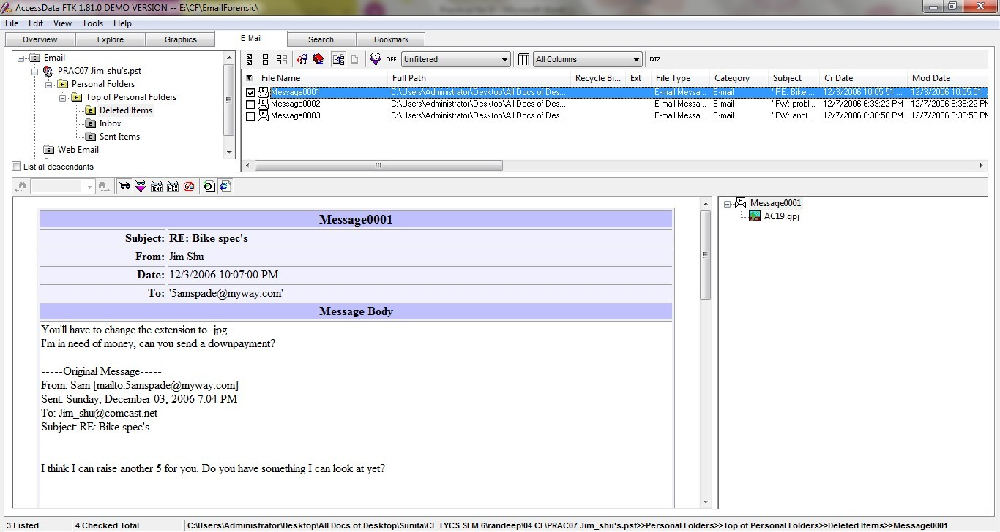 AccessData FTK 1.81.0 DEMO VERSION -- E:\CF\EmailForensic\
File Edit View Tools Help
Overview Explore Graphics E-Mail Search Bookmark
Email
PRAC07 Jim_shu's.pst
Personal Folders
Top of Personal Folders
Deleted Items
Inbox
Sent Items
Web Email
List all descendants
OFF Unfiltered All Columns DTZ
File Name Full Path Recycle Bi... Ext File Type Category Subject Cr Date Mod Date
Message0001 C:\Users\Administrator\Desktop\All Docs of Des... E-mail Messa... E-mail "RE: Bike ... 12/3/2006 10:05:51 ... 12/3/2006 10:05:51
Message0002 C:\Users\Administrator\Desktop\All Docs of Des... E-mail Messa... E-mail "FW: probl... 12/7/2006 6:39:22 PM 12/7/2006 6:39:22 PM
Message0003 C:\Users\Administrator\Desktop\All Docs of Des... E-mail Messa... E-mail "FW: anot... 12/7/2006 6:38:58 PM 12/7/2006 6:38:58 PM
TEXT HEX
Message0001
Subject: RE: Bike spec's
From: Jim Shu
Date: 12/3/2006 10:07:00 PM
To: '5amspade@myway.com'
Message Body
You'll have to change the extension to .jpg.
I'm in need of money, can you send a downpayment?
-----Original Message-----
From: Sam [mailto:5amspade@myway.com]
Sent: Sunday, December 03, 2006 7:04 PM
To: Jim_shu@comcast.net
Subject: RE: Bike spec's
I think I can raise another 5 for you. Do you have something I can look at yet?
Message0001
AC19.gpj
3 Listed 4 Checked Total C:\Users\Administrator\Desktop\All Docs of Desktop\Sunita\CF TYCS SEM 6\randeep\04 CF\PRAC07 Jim_shu's.pst>>Personal Folders>>Top of Personal Folders>>Deleted Items>>Message0001